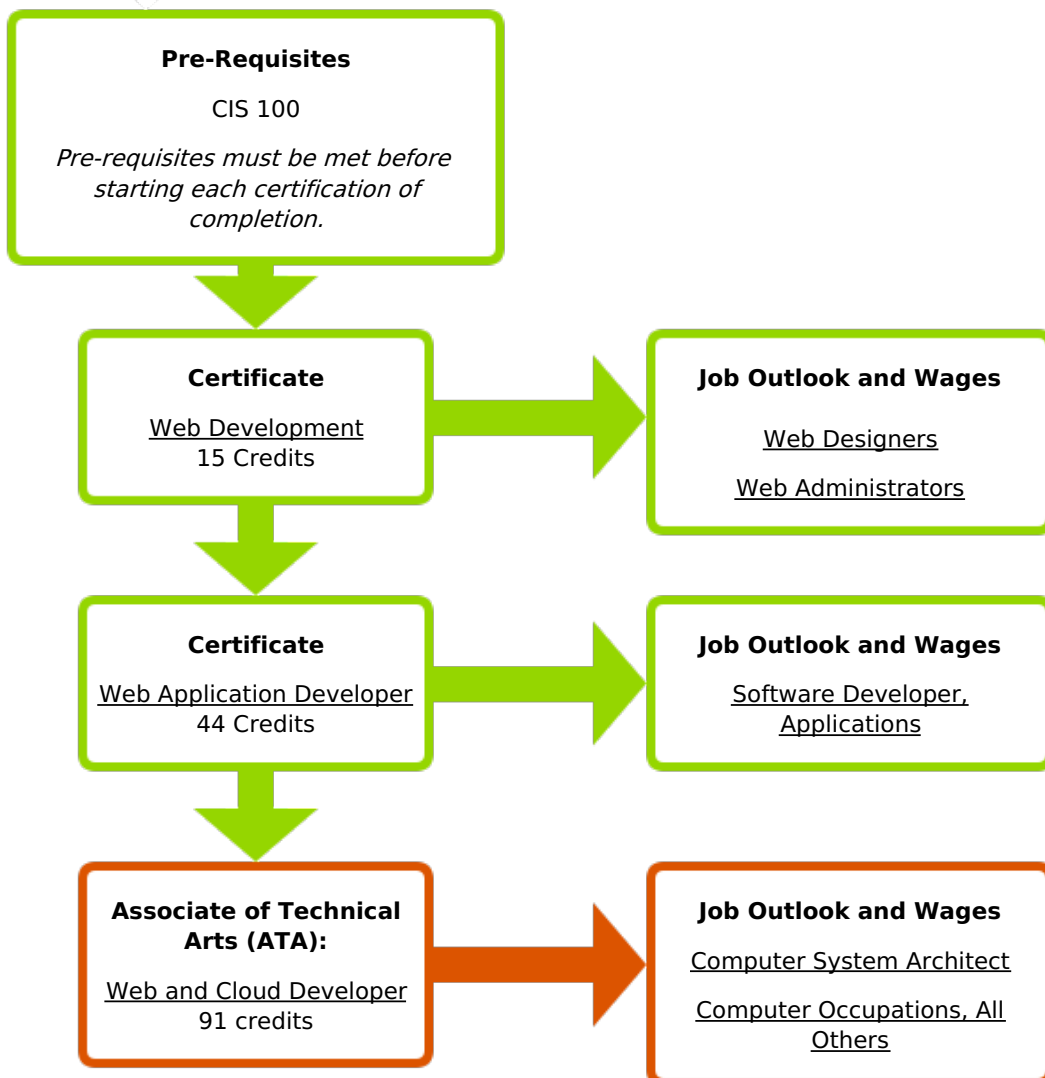 Pre-Requisites
CIS 100
Pre-requisites must be met before
starting each certification of
completion.
Certificate
Web Development
15 Credits
Job Outlook and Wages
Web Designers
Web Administrators
Certificate
Web Application Developer
44 Credits
Job Outlook and Wages
Software Developer,
Applications
Associate of Technical
Arts (ATA):
Web and Cloud Developer
91 credits
Job Outlook and Wages
Computer System Architect
Computer Occupations, All
Others